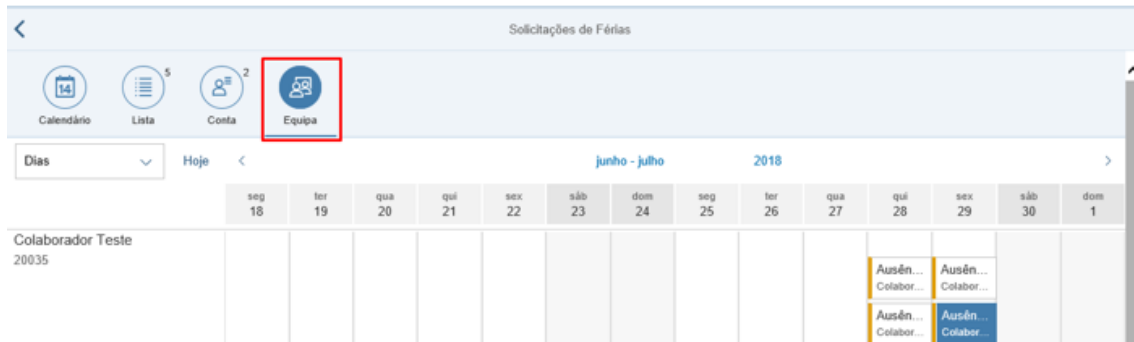 Solicitações de Férias
14
5
2
Calendário Lista Conta Equipa
Dias Hoje junho - julho 2018
seg ter qua qui sex sáb dom seg ter qua qui sex sáb dom
18 19 20 21 22 23 24 25 26 27 28 29 30 1
Colaborador Teste
20035
Ausên... Ausên...
Colabor... Colabor...
Ausên... Ausên...
Colabor... Colabor...